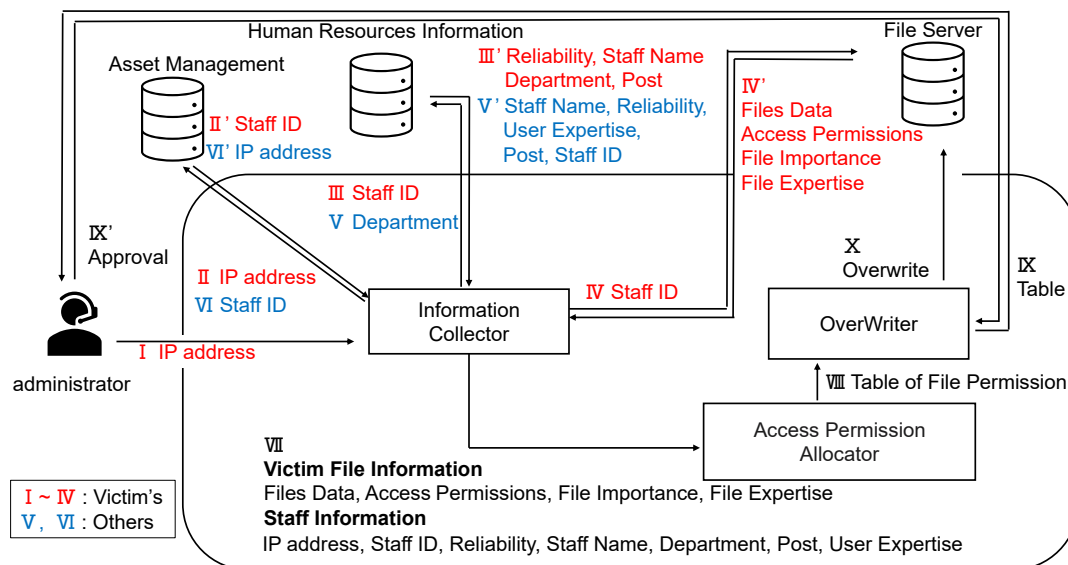 Human Resources Information
File Server
Asset Management
Ⅲ' Reliability, Staff Name
Department, Post
Ⅴ' Staff Name, Reliability,
User Expertise,
Post, Staff ID
Ⅳ'
Files Data
Access Permissions
File Importance
File Expertise
Ⅱ' Staff ID
Ⅵ' IP address
Ⅲ Staff ID
Ⅴ Department
Ⅸ'
Approval
Ⅱ IP address
Ⅵ Staff ID
Ⅳ Staff ID
Ⅹ
Overwrite
Ⅸ
Table
Information
Collector
OverWriter
Ⅰ IP address
administrator
Ⅷ Table of File Permission
Access Permission
Allocator
Ⅶ
Victim File Information
Files Data, Access Permissions, File Importance, File Expertise
Staff Information
IP address, Staff ID, Reliability, Staff Name, Department, Post, User Expertise
Ⅰ ~ Ⅳ : Victim's
Ⅴ, Ⅵ : Others